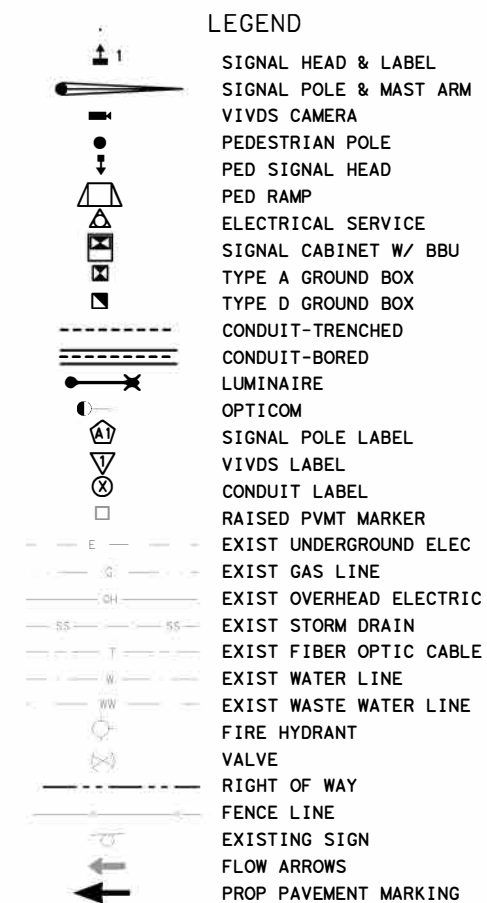 LEGEND
1 SIGNAL HEAD & LABEL
SIGNAL POLE & MAST ARM
VIVDS CAMERA
PEDESTRIAN POLE
PED SIGNAL HEAD
PED RAMP
ELECTRICAL SERVICE
SIGNAL CABINET W/ BBU
TYPE A GROUND BOX
TYPE D GROUND BOX
CONDUIT-TRENCHED
CONDUIT-BORED
LUMINAIRE
OPTICOM
A1 SIGNAL POLE LABEL
1 VIVDS LABEL
X CONDUIT LABEL
RAISED PVMT MARKER
E EXIST UNDERGROUND ELEC
G EXIST GAS LINE
OH EXIST OVERHEAD ELECTRIC
SS SS EXIST STORM DRAIN
T EXIST FIBER OPTIC CABLE
W EXIST WATER LINE
WW EXIST WASTE WATER LINE
FIRE HYDRANT
VALVE
RIGHT OF WAY
FENCE LINE
EXISTING SIGN
FLOW ARROWS
PROP PAVEMENT MARKING